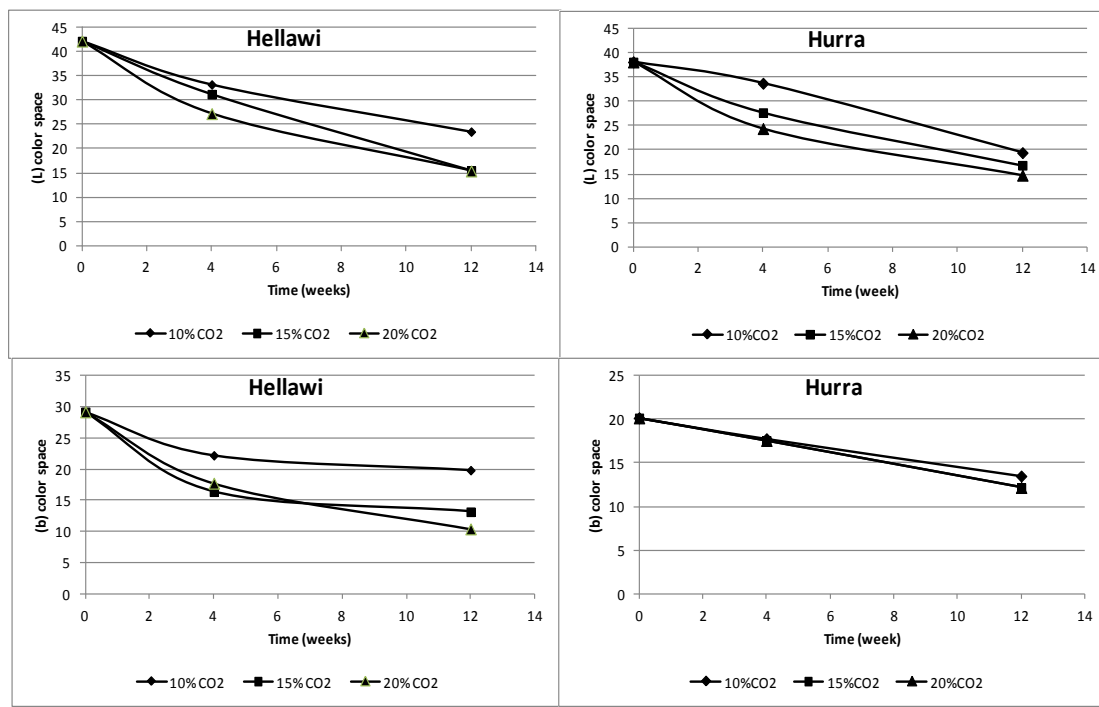 Hellawi
(L) color space
45
40
35
30
25
20
15
10
5
0
0 2 4 6 8 10 12 14
Time (weeks)
10%CO2 15%CO2 20%CO2
Hurra
(L) color space
45
40
35
30
25
20
15
10
5
0
0 2 4 6 8 10 12 14
Time (week)
10%CO2 15%CO2 20%CO2
Hellawi
(b) color space
35
30
25
20
15
10
5
0
0 2 4 6 8 10 12 14
Time (weeks)
10%CO2 15%CO2 20%CO2
Hurra
(b) color space
25
20
15
10
5
0
0 2 4 6 8 10 12 14
Time (week)
10%CO2 15%CO2 20%CO2